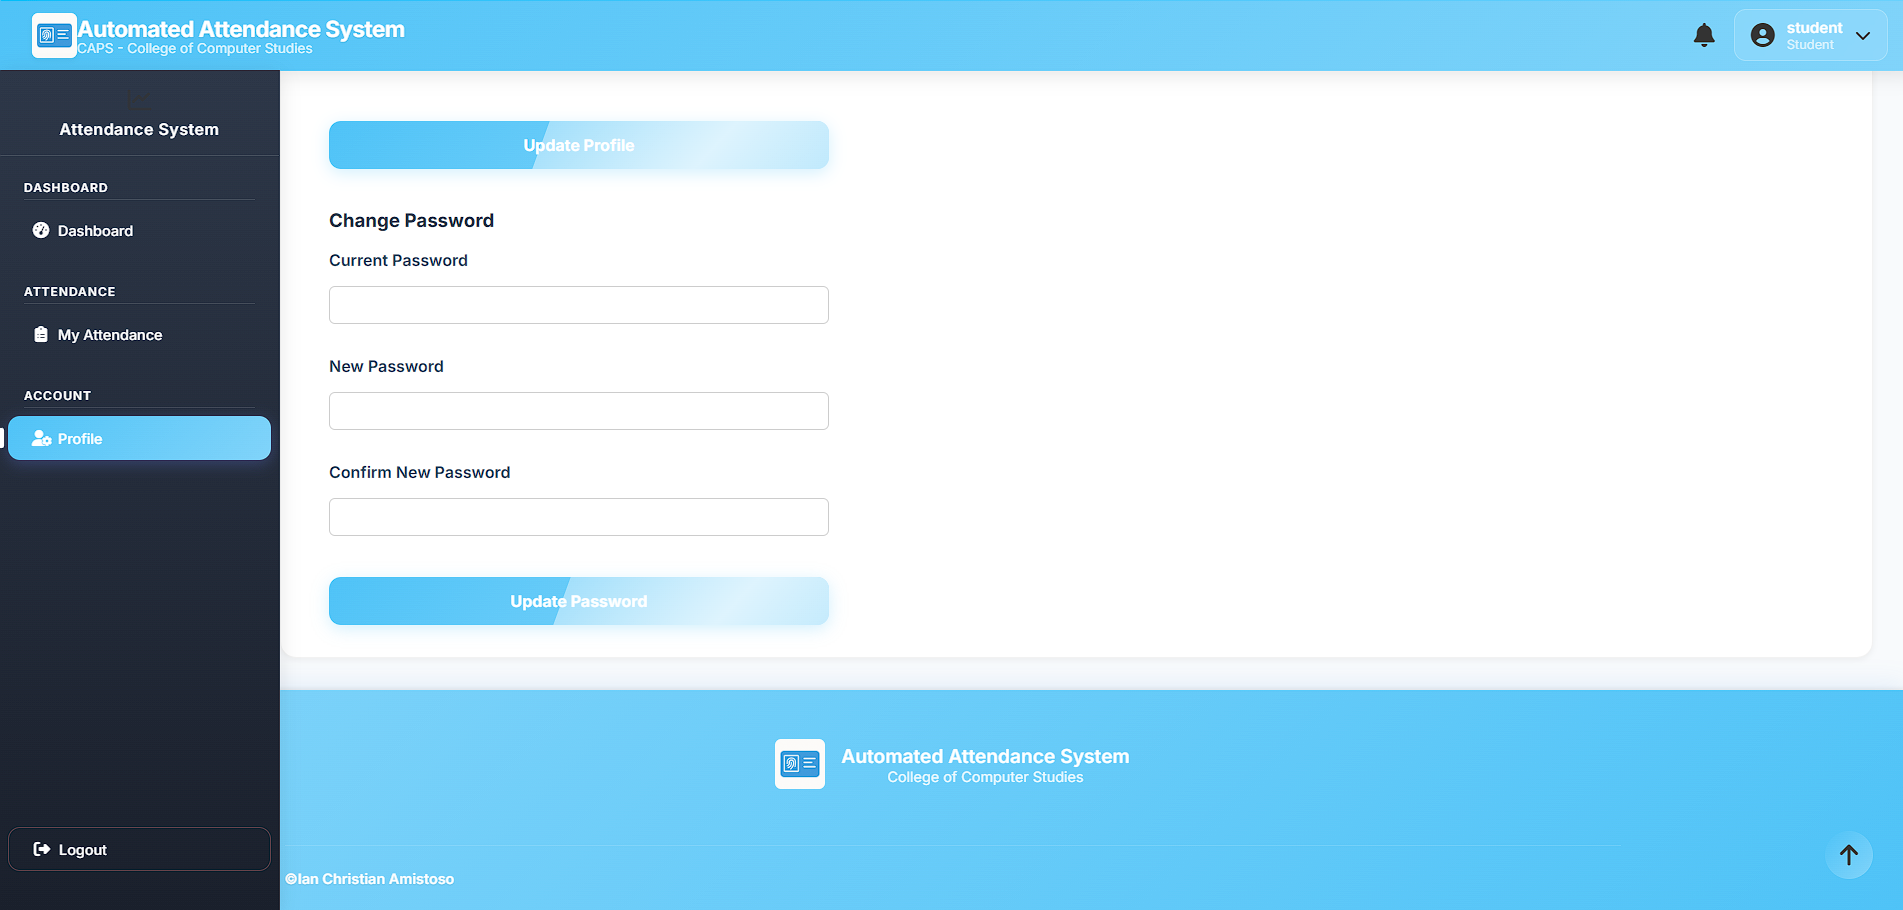 Automated Attendance System
CAPS - College of Computer Studies
student
Student
Attendance System
DASHBOARD
Dashboard
ATTENDANCE
My Attendance
ACCOUNT
Profile
Logout
Update Profile
Change Password
Current Password
New Password
Confirm New Password
Update Password
Automated Attendance System
College of Computer Studies
©Ian Christian Amistoso